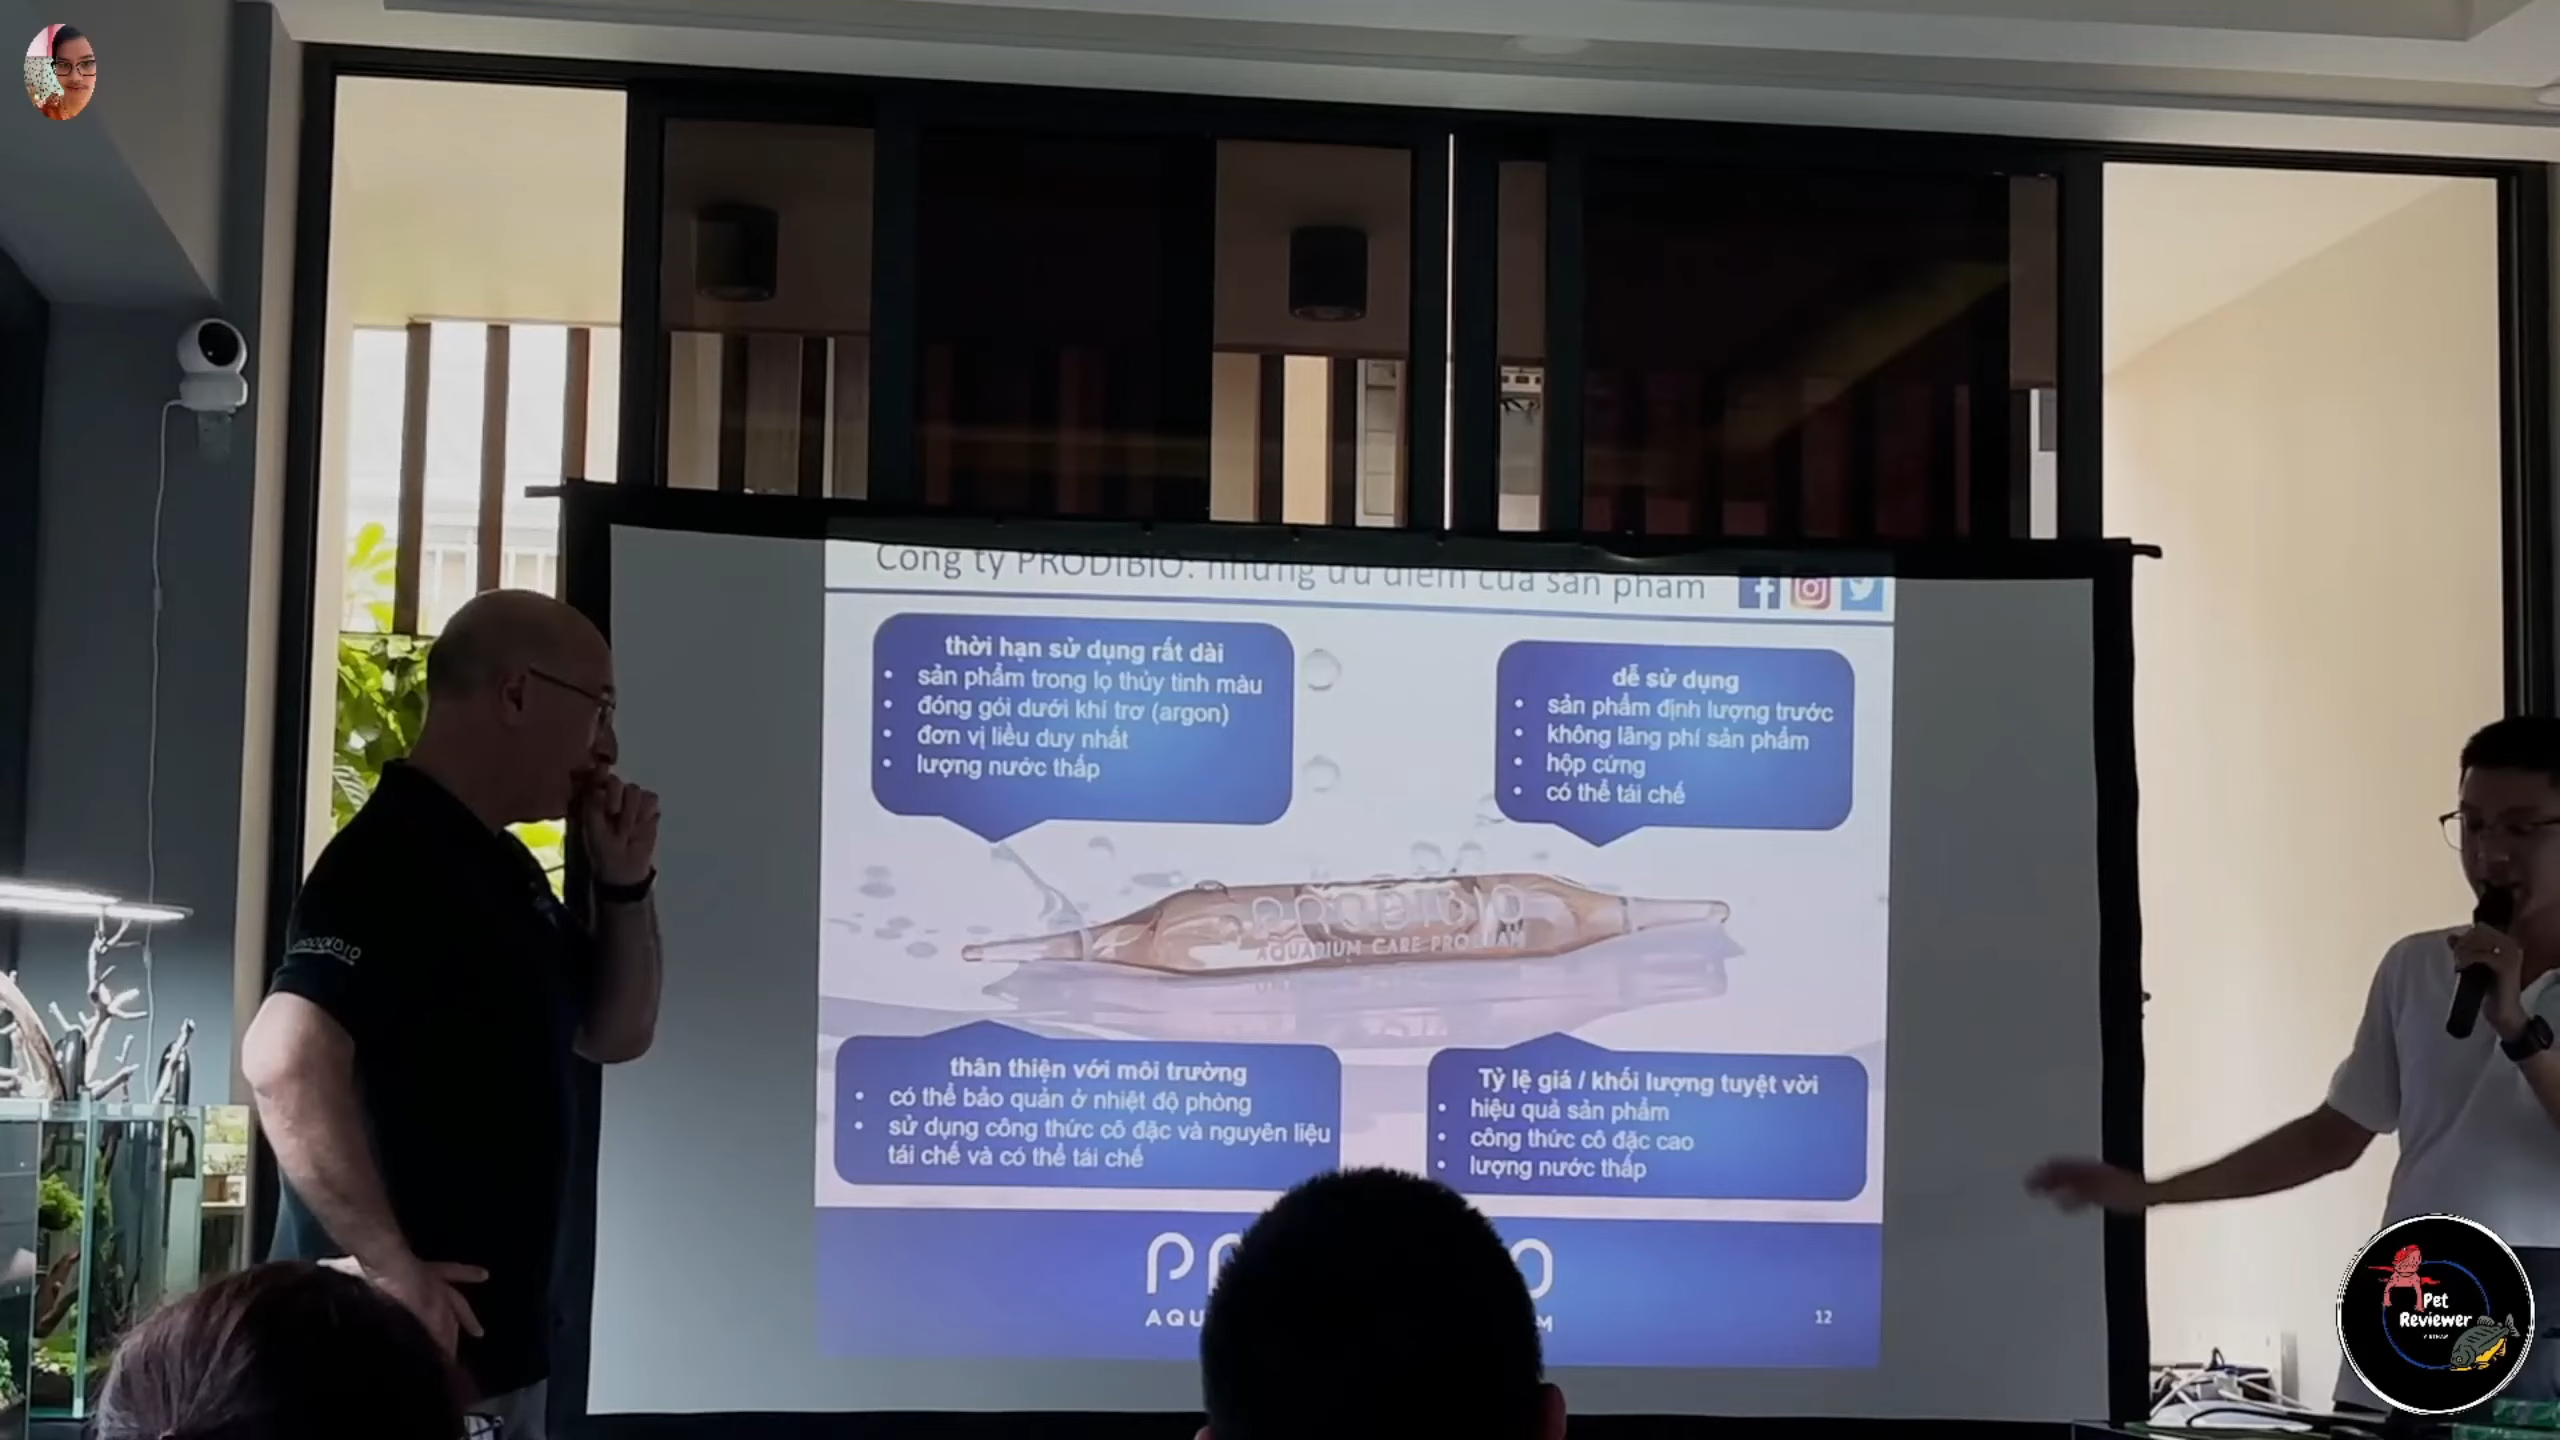 Công ty PRODIBIO: những ưu điểm của sản phẩm
thời hạn sử dụng rất dài
• sản phẩm trong lọ thủy tinh màu
• đóng gói dưới khí trơ (argon)
• đơn vị liều duy nhất
• lượng nước thấp
dễ sử dụng
• sản phẩm định lượng trước
• không lãng phí sản phẩm
• hộp cứng
• có thể tái chế
PRODIBIO
AQUARIUM CARE PROGRAM
PRODIBIO
thân thiện với môi trường
• có thể bảo quản ở nhiệt độ phòng
• sử dụng công thức cô đặc và nguyên liệu
tái chế và có thể tái chế
Tỷ lệ giá / khối lượng tuyệt vời
• hiệu quả sản phẩm
• công thức cô đặc cao
• lượng nước thấp
12
Pet
Reviewer